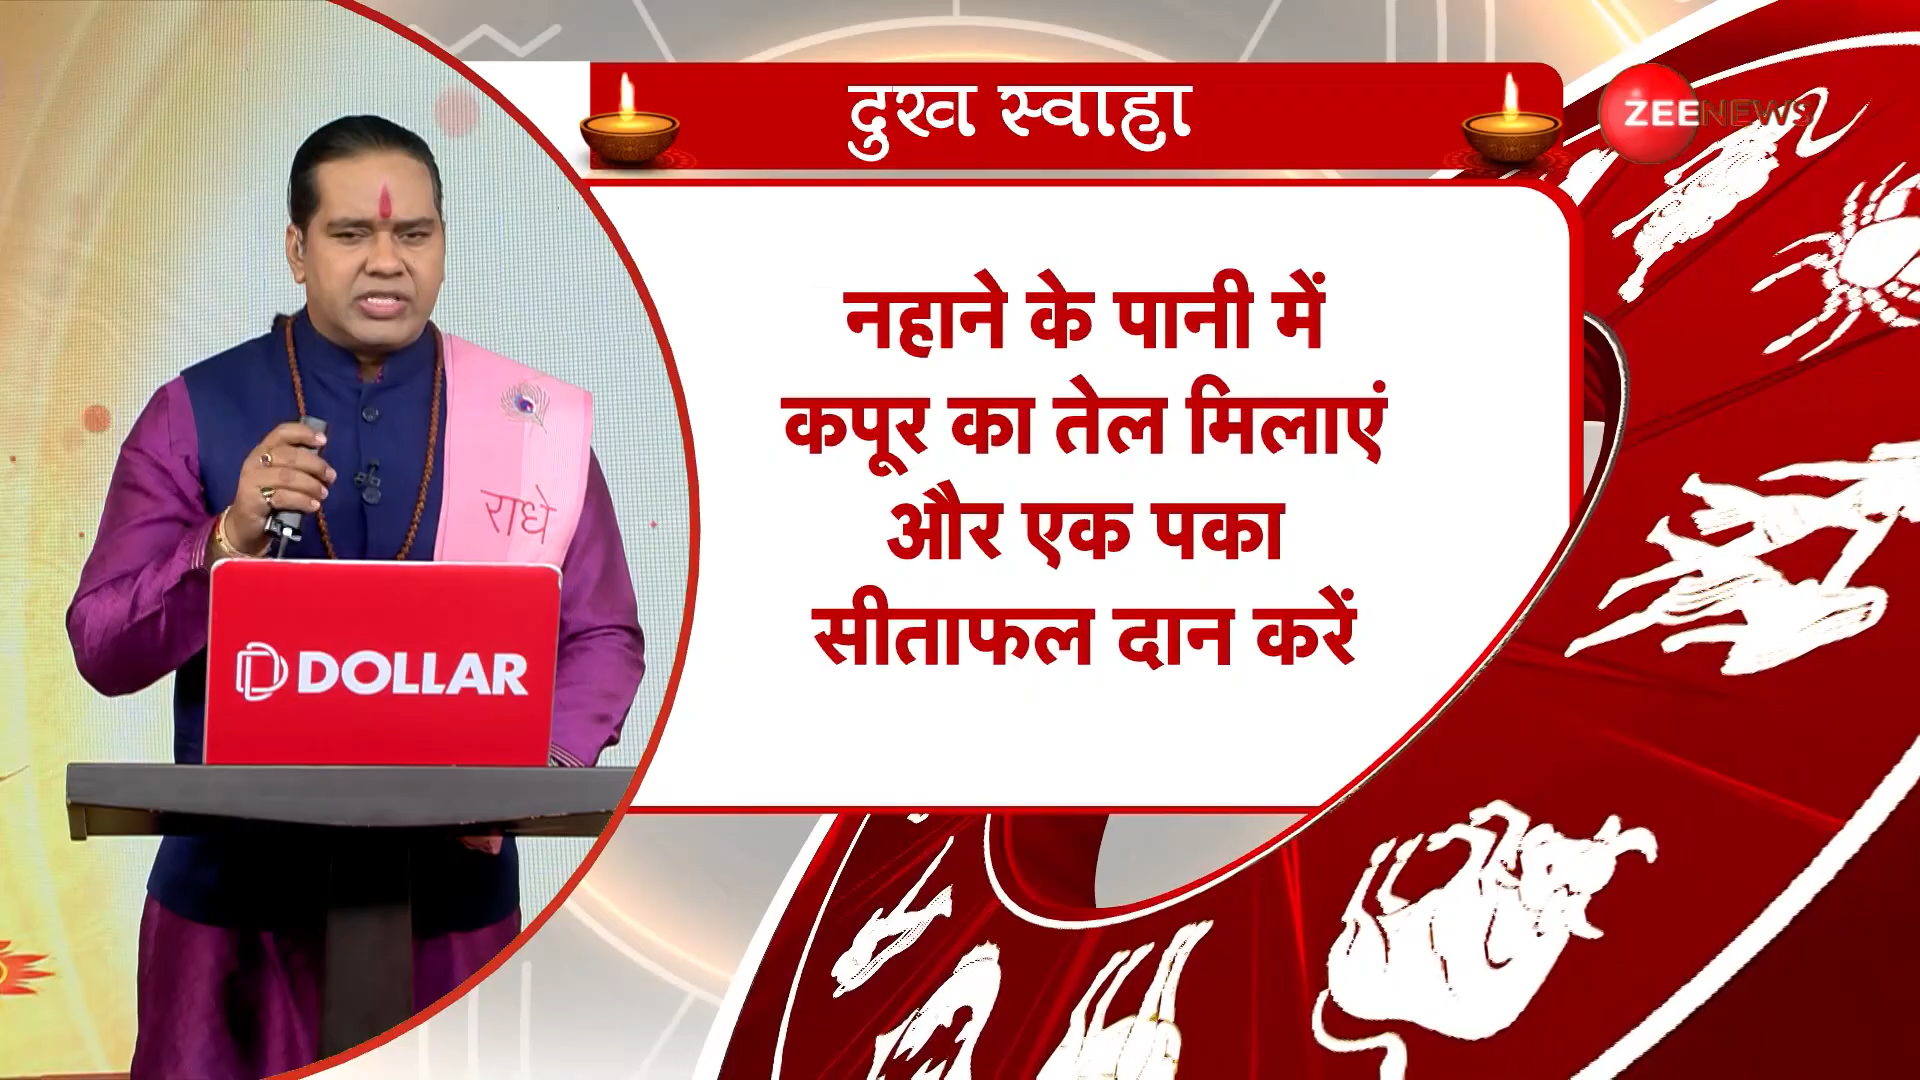 दुख स्वाहा
ZEENEWS
नहाने के पानी में
कपूर का तेल मिलाएं
और एक पका
सीताफल दान करें
राधे
DOLLAR